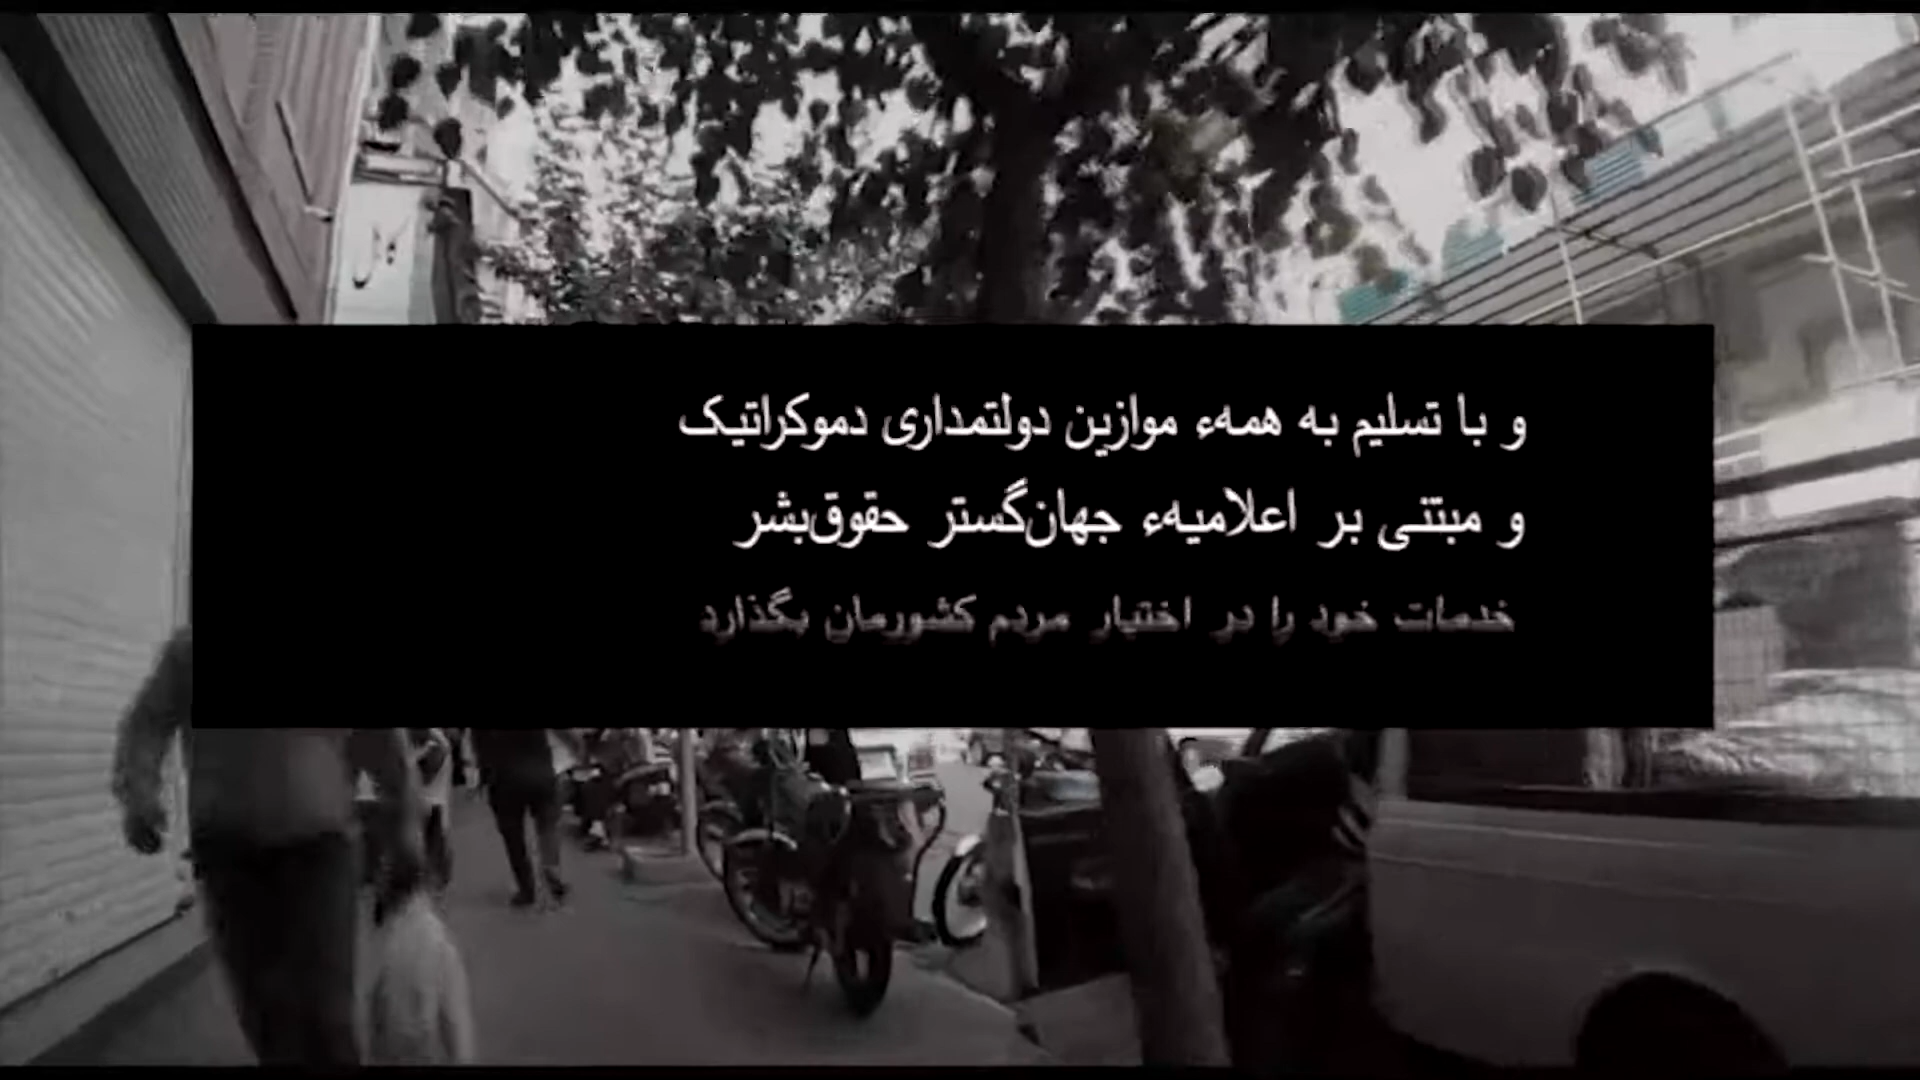 و با تسلیم به همهء موازین دولتمداری دموکراتیک
و مبتنی بر اعلامیهء جهان‌گستر حقوق‌بشر
خدمات خود را در اختیار مردم کشورمان بگذارد